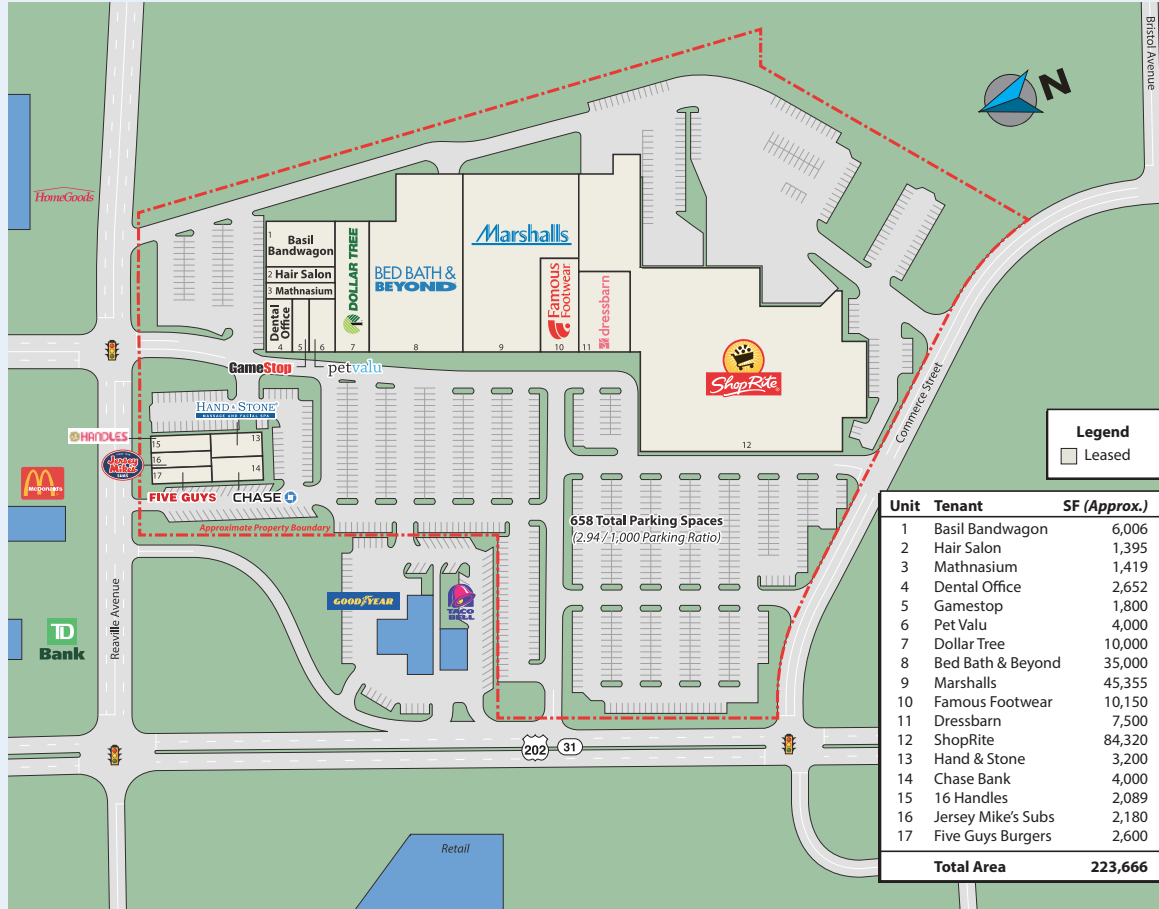 Bristol Avenue
N
HomeGoods
1
Basil
Bandwagon
2 Hair Salon
3 Mathnasium
Dental
Office
4
5
6
7
8
9
10
11
DOLLAR TREE
BED BATH &
BEYOND
Marshalls
Famous
Footwear
dressbarn
ShopRite
12
GameStop
petvalu
HAND & STONE
MASSAGE AND FACIAL SPA
HANDLES
13
14
15
16
17
Jersey
Mike's
SUBS
McDonald's
FIVE GUYS
CHASE
Approximate Property Boundary
658 Total Parking Spaces
(2.94 / 1,000 Parking Ratio)
Commerce Street
GOODYEAR
TACO
BELL
TD
Bank
Reaville Avenue
202
31
Retail
Legend
Leased
Unit Tenant SF (Approx.)
1 Basil Bandwagon 6,006
2 Hair Salon 1,395
3 Mathnasium 1,419
4 Dental Office 2,652
5 Gamestop 1,800
6 Pet Valu 4,000
7 Dollar Tree 10,000
8 Bed Bath & Beyond 35,000
9 Marshalls 45,355
10 Famous Footwear 10,150
11 Dressbarn 7,500
12 ShopRite 84,320
13 Hand & Stone 3,200
14 Chase Bank 4,000
15 16 Handles 2,089
16 Jersey Mike's Subs 2,180
17 Five Guys Burgers 2,600
Total Area 223,666